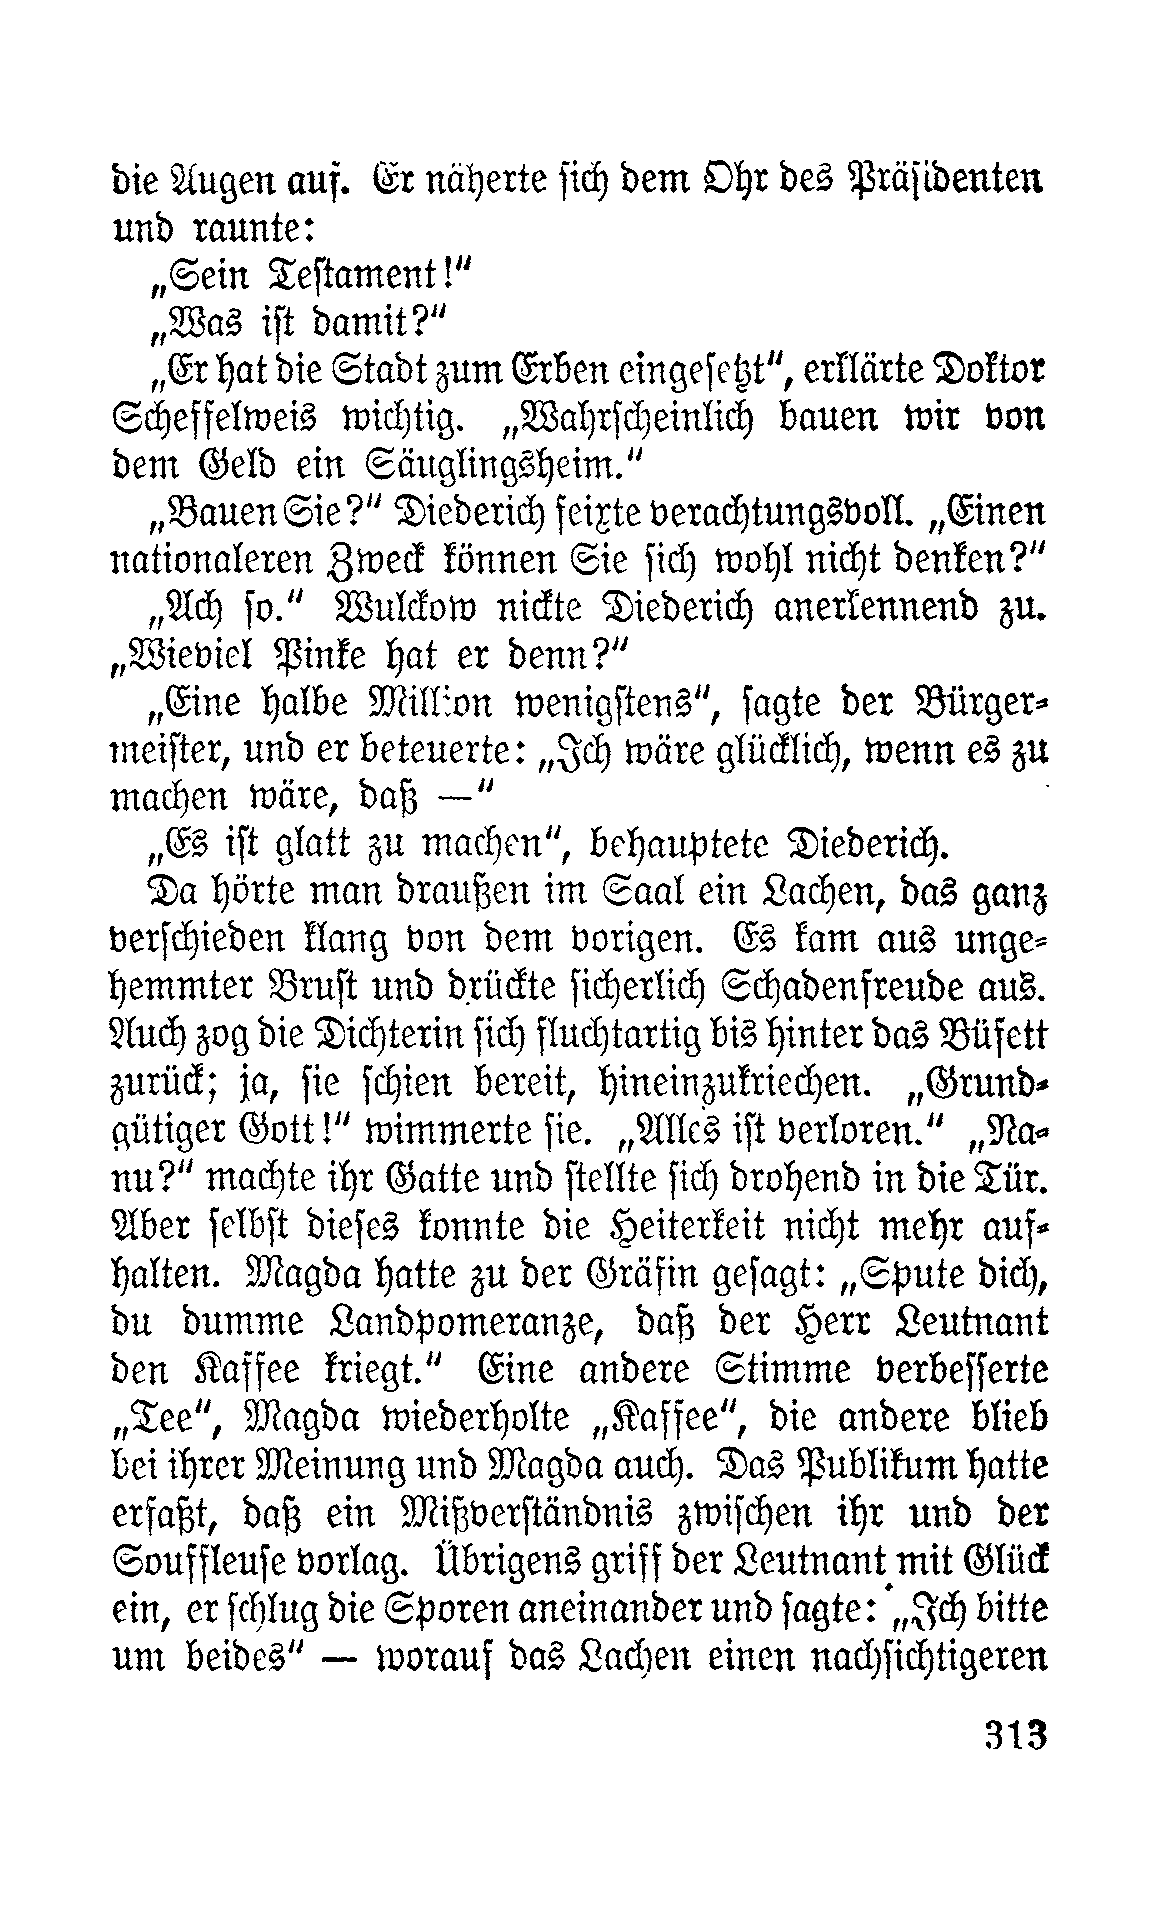 die Augen auf. Er näherte sich dem Ohr des Präsidenten
und raunte:
„Sein Testament!“
„Was ist damit?“
„Er hat die Stadt zum Erben eingesetzt“, erklärte Doktor
Scheffelweis wichtig. „Wahrscheinlich bauen wir von
dem Geld ein Säuglingsheim.“
„Bauen Sie?“ Diederich feixte verachtungsvoll. „Einen
nationaleren Zweck können Sie sich wohl nicht denken?“
„Ach so.“ Wulckow nickte Diederich anerkennend zu.
„Wieviel Pinke hat er denn?“
„Eine halbe Million wenigstens“, sagte der Bürger-
meister, und er beteuerte: „Ich wäre glücklich, wenn es zu
machen wäre, daß —“
„Es ist glatt zu machen“, behauptete Diederich.
Da hörte man draußen im Saal ein Lachen, das ganz
verschieden klang von dem vorigen. Es kam aus unge-
hemmter Brust und drückte sicherlich Schadenfreude aus.
Auch zog die Dichterin sich fluchtartig bis hinter das Büfett
zurück; ja, sie schien bereit, hineinzukriechen. „Grund-
gütiger Gott!“ wimmerte sie. „Alles ist verloren.“ „Na-
nu?“ machte ihr Gatte und stellte sich drohend in die Tür.
Aber selbst dieses konnte die Heiterkeit nicht mehr auf-
halten. Magda hatte zu der Gräfin gesagt: „Spute dich,
du dumme Landpomeranze, daß der Herr Leutnant
den Kaffee kriegt.“ Eine andere Stimme verbesserte
„Tee“, Magda wiederholte „Kaffee“, die andere blieb
bei ihrer Meinung und Magda auch. Das Publikum hatte
erfaßt, daß ein Mißverständnis zwischen ihr und der
Souffleuse vorlag. Übrigens griff der Leutnant mit Glück
ein, er schlug die Sporen aneinander und sagte: „Ich bitte
um beides“ — worauf das Lachen einen nachsichtigeren
313